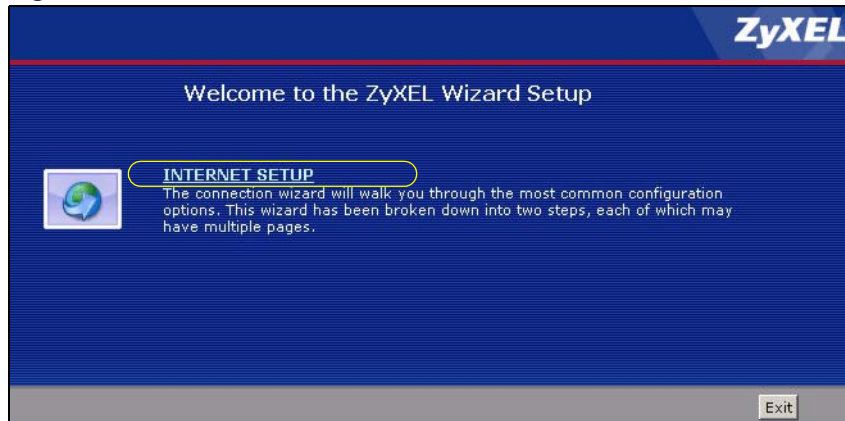 ZyXEL
Welcome to the ZyXEL Wizard Setup
INTERNET SETUP
The connection wizard will walk you through the most common configuration
options. This wizard has been broken down into two steps, each of which may
have multiple pages.
Exit